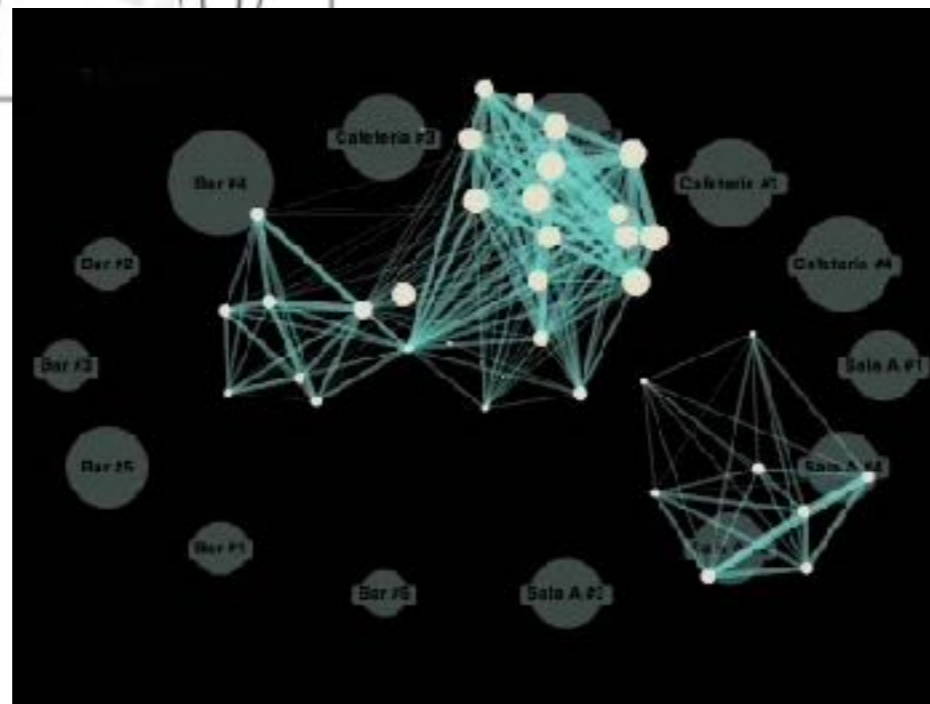 Cafeteria #3
Bar #4
Cafeteria #1
Bar #2
Cafeteria #4
Bar #3
Sala A #1
Bar #5
Sala A #4
Bar #1
Bar #6
Sala A #2